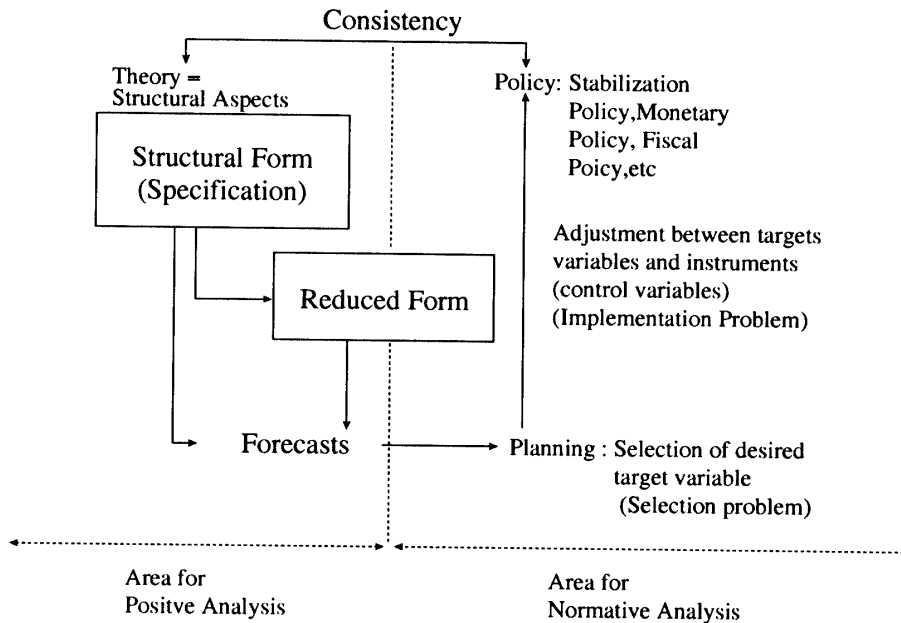 Consistency
Theory =
Structural Aspects
Structural Form
(Specification)
Policy: Stabilization
Policy,Monetary
Policy, Fiscal
Poicy,etc
Reduced Form
Adjustment between targets
variables and instruments
(control variables)
(Implementation Problem)
Forecasts
Planning : Selection of desired
target variable
(Selection problem)
Area for
Positve Analysis
Area for
Normative Analysis